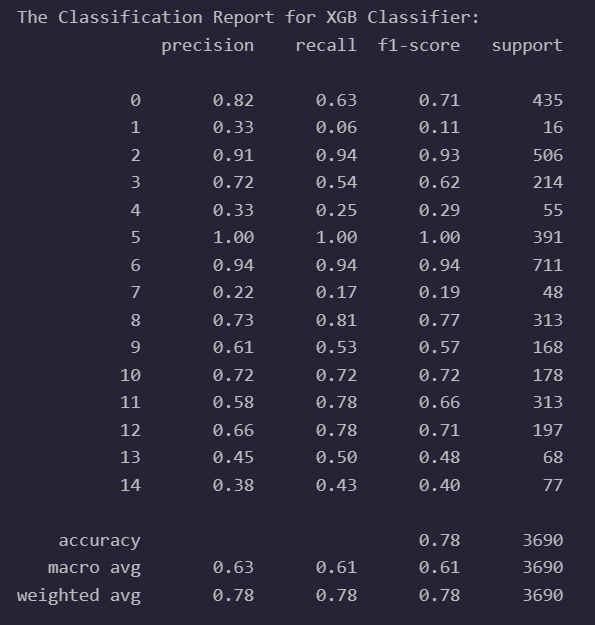 The Classification Report for XGB Classifier:
precision recall f1-score support
0 0.82 0.63 0.71 435
1 0.33 0.06 0.11 16
2 0.91 0.94 0.93 506
3 0.72 0.54 0.62 214
4 0.33 0.25 0.29 55
5 1.00 1.00 1.00 391
6 0.94 0.94 0.94 711
7 0.22 0.17 0.19 48
8 0.73 0.81 0.77 313
9 0.61 0.53 0.57 168
10 0.72 0.72 0.72 178
11 0.58 0.78 0.66 313
12 0.66 0.78 0.71 197
13 0.45 0.50 0.48 68
14 0.38 0.43 0.40 77
accuracy 0.78 3690
macro avg 0.63 0.61 0.61 3690
weighted avg 0.78 0.78 0.78 3690